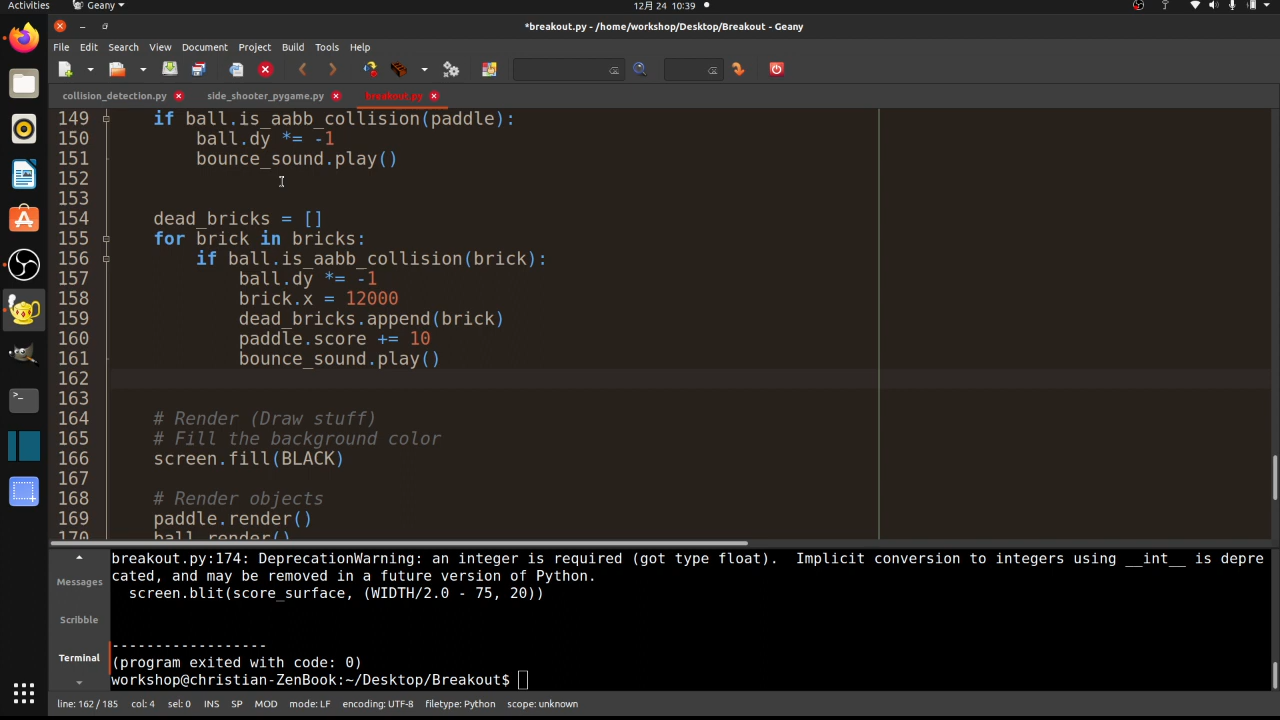 Activities
Geany
12月 24 10:39
*breakout.py - /home/workshop/Desktop/Breakout - Geany
File Edit Search View Document Project Build Tools Help
collision_detection.py side_shooter_pygame.py breakout.py
149 if ball.is_aabb_collision(paddle):
150 ball.dy *= -1
151 bounce_sound.play()
152
153
154 dead_bricks = []
155 for brick in bricks:
156 if ball.is_aabb_collision(brick):
157 ball.dy *= -1
158 brick.x = 12000
159 dead_bricks.append(brick)
160 paddle.score += 10
161 bounce_sound.play()
162
163
164 # Render (Draw stuff)
165 # Fill the background color
166 screen.fill(BLACK)
167
168 # Render objects
169 paddle.render()
170 ball.render()
Messages
Scribble
Terminal
breakout.py:174: DeprecationWarning: an integer is required (got type float).  Implicit conversion to integers using __int__ is depre
cated, and may be removed in a future version of Python.
screen.blit(score_surface, (WIDTH/2.0 - 75, 20))
------------------
(program exited with code: 0)
workshop@christian-ZenBook:~/Desktop/Breakout$
line: 162 / 185 col: 4 sel: 0 INS SP MOD mode: LF encoding: UTF-8 filetype: Python scope: unknown